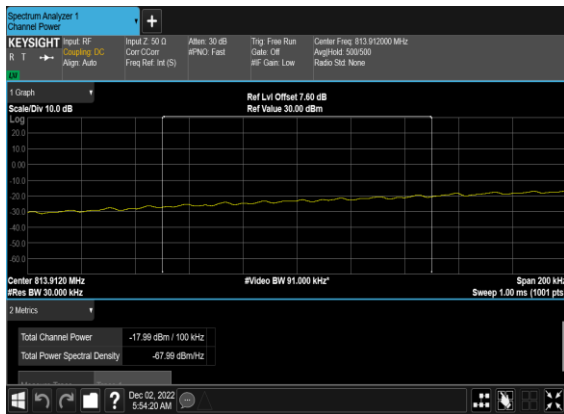 Spectrum Analyzer 1
Channel Power
+
KEYSIGHT
R T
LXI
Input: RF
Coupling: DC
Align: Auto
Input Z: 50 Ω
Corr CCorr
Freq Ref: Int (S)
Atten: 30 dB
#PNO: Fast
Trig: Free Run
Gate: Off
#IF Gain: Low
Center Freq: 813.912000 MHz
Avg|Hold: 500/500
Radio Std: None
1 Graph
Scale/Div 10.0 dB
Ref Lvl Offset 7.60 dB
Ref Value 30.00 dBm
Log
20.0
10.0
0.00
-10.0
-20.0
-30.0
-40.0
-50.0
-60.0
Center 813.9120 MHz
#Res BW 30.000 kHz
#Video BW 91.000 kHz*
Span 200 kHz
Sweep 1.00 ms (1001 pts
2 Metrics
Total Channel Power -17.99 dBm / 100 kHz
Total Power Spectral Density -67.99 dBm/Hz
?
Dec 02, 2022
5:54:20 AM